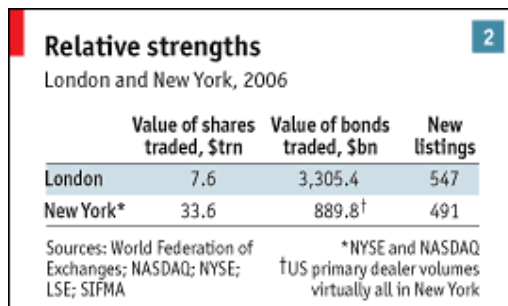 Relative strengths
2
London and New York, 2006
Value of shares traded, $trn
Value of bonds traded, $bn
New listings
London 7.6 3,305.4 547
New York* 33.6 889.8† 491
Sources: World Federation of
Exchanges; NASDAQ; NYSE;
LSE; SIFMA
*NYSE and NASDAQ
†US primary dealer volumes
virtually all in New York